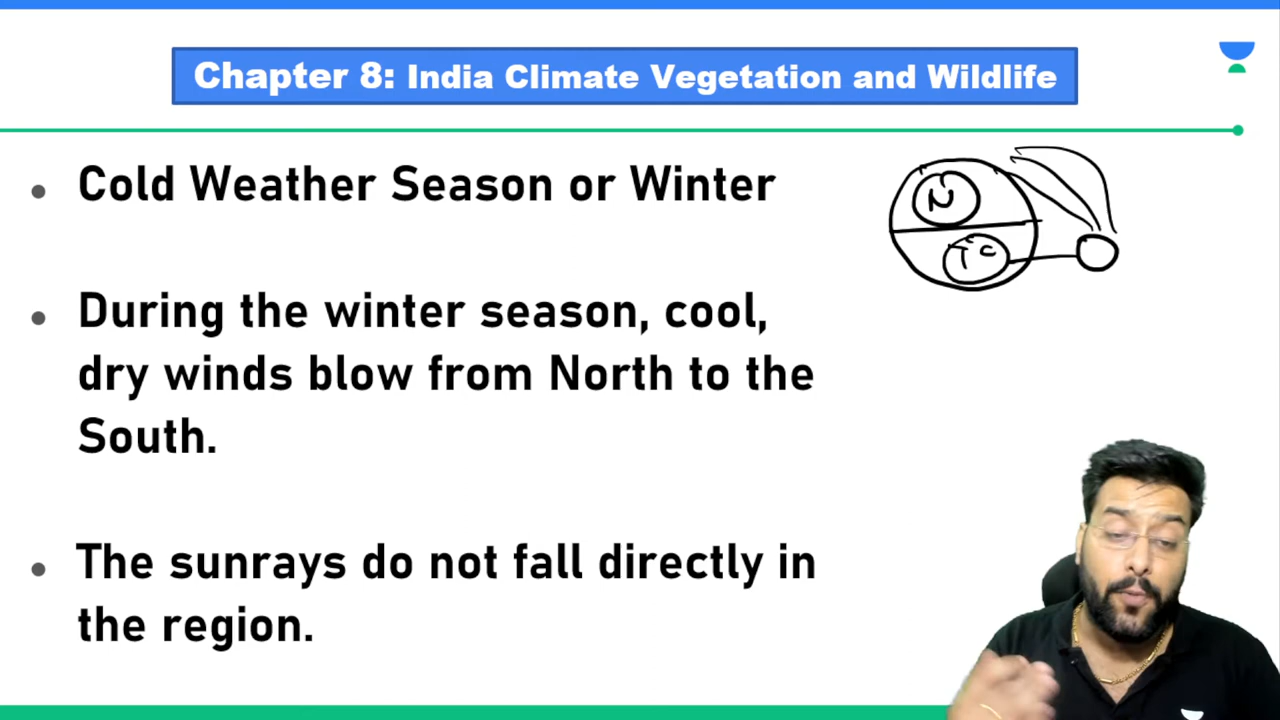 Chapter 8: India Climate Vegetation and Wildlife
• Cold Weather Season or Winter
• During the winter season, cool,
dry winds blow from North to the
South.
• The sunrays do not fall directly in
the region.
N